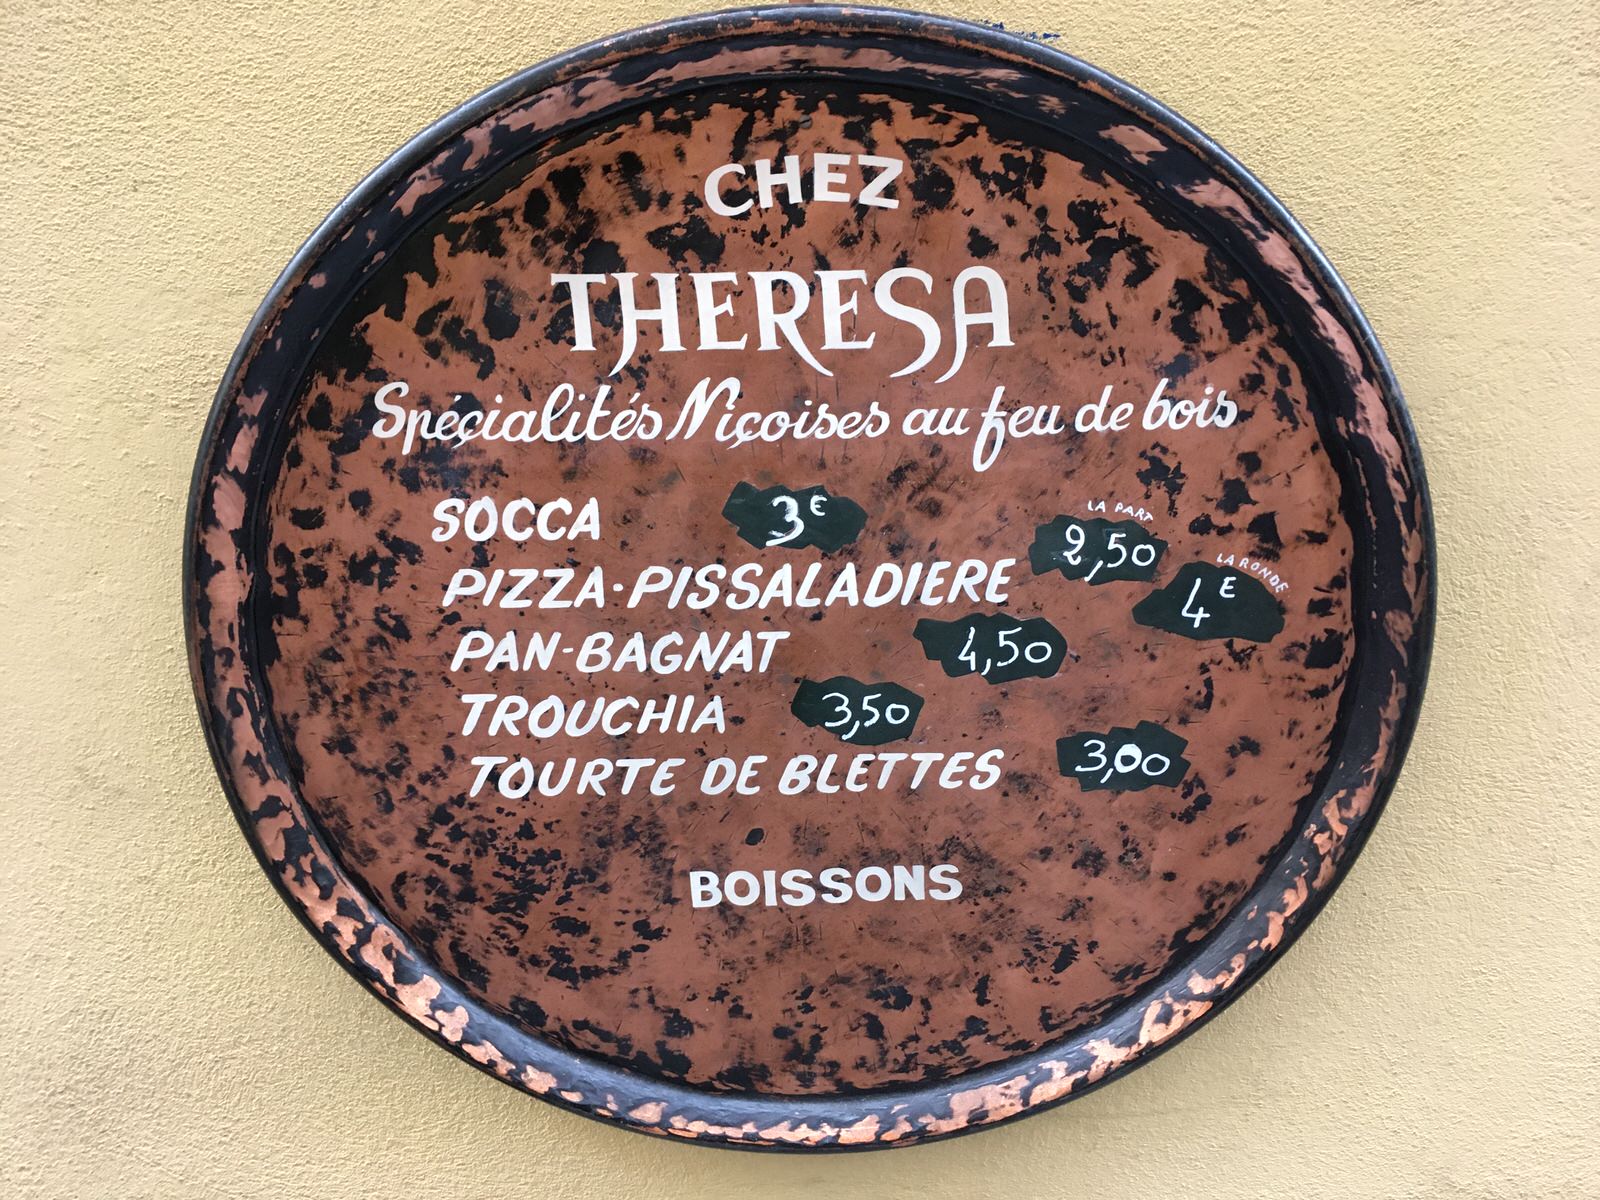 CHEZ
THERESA
Spéçialités Niçoises au feu de bois
SOCCA 3€
LA PART
2,50
PIZZA-PISSALADIERE
LA RONDE
4€
PAN-BAGNAT 4,50
TROUCHIA 3,50
TOURTE DE BLETTES 3,00
BOISSONS